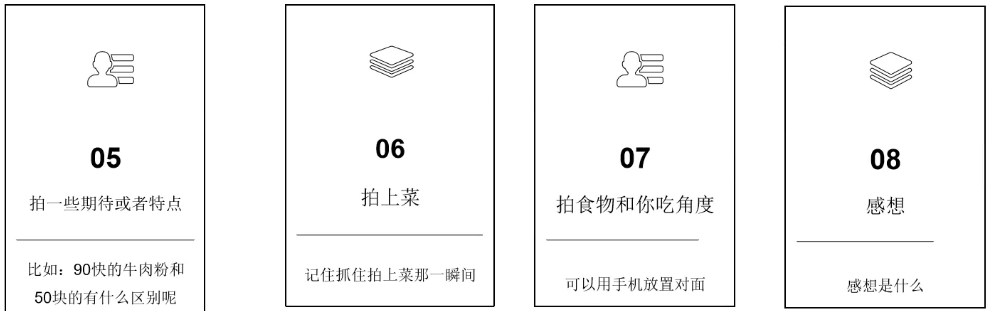 05
拍一些期待或者特点
比如：90快的牛肉粉和
50块的有什么区别呢
06
拍上菜
记住抓住拍上菜那一瞬间
07
拍食物和你吃角度
可以用手机放置对面
08
感想
感想是什么